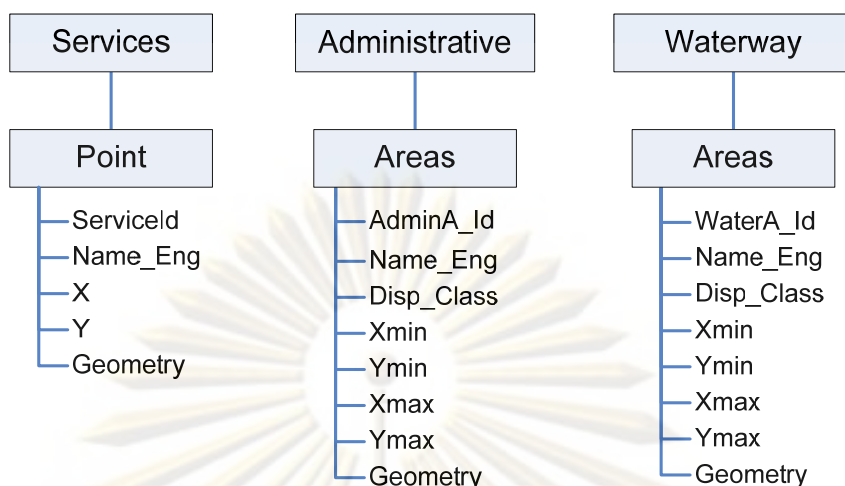 Services
Point
ServiceId
Name_Eng
X
Y
Geometry
Administrative
Areas
AdminA_Id
Name_Eng
Disp_Class
Xmin
Ymin
Xmax
Ymax
Geometry
Waterway
Areas
WaterA_Id
Name_Eng
Disp_Class
Xmin
Ymin
Xmax
Ymax
Geometry